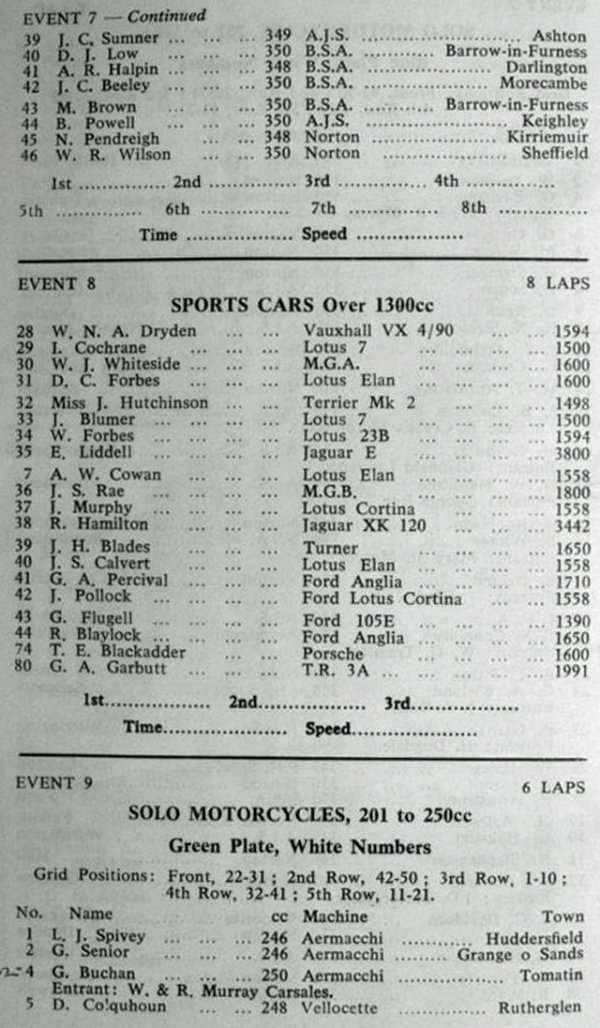 EVENT 7 — Continued
39 J. C. Sumner ... ... ... 349 A.J.S. ..................... Ashton
40 D. J. Low ... ... ... 350 B.S.A. ............ Barrow-in-Furness
41 A. R. Halpin ... ... ... 348 B.S.A. ..................... Darlington
42 J. C. Beeley ... ... ... 350 B.S.A. ..................... Morecambe
43 M. Brown ... ... ... 350 B.S.A. ............ Barrow-in-Furness
44 B. Powell ... ... ... 350 A.J.S. ..................... Keighley
45 N. Pendreigh ... ... 348 Norton ..................... Kirriemuir
46 W. R. Wilson ... ... 350 Norton ..................... Sheffield
1st .............. 2nd .............. 3rd .............. 4th ..............
5th .............. 6th .............. 7th .............. 8th ..............
Time ................. Speed .................
EVENT 8 8 LAPS
SPORTS CARS Over 1300cc
28 W. N. A. Dryden ... ... Vauxhall VX 4/90 ... ... 1594
29 I. Cochrane ... ... ... Lotus 7 ... ... ... ... 1500
30 W. J. Whiteside ... ... ... M.G.A. ... ... ... ... 1600
31 D. C. Forbes ... ... ... Lotus Elan ... ... ... ... 1600
32 Miss J. Hutchinson ... ... Terrier Mk 2 ... ... ... 1498
33 J. Blumer ... ... ... ... Lotus 7 ... ... ... ... 1500
34 W. Forbes ... ... ... ... Lotus 23B ... ... ... ... 1594
35 E. Liddell ... ... ... ... Jaguar E ... ... ... ... 3800
7 A. W. Cowan ... ... ... Lotus Elan ... ... ... ... 1558
36 J. S. Rae ... ... ... ... M.G.B. ... ... ... ... 1800
37 J. Murphy ... ... ... ... Lotus Cortina ... ... ... 1558
38 R. Hamilton ... ... ... Jaguar XK 120 ... ... ... 3442
39 J. H. Blades ... ... ... Turner ... ... ... ... 1650
40 J. S. Calvert ... ... ... Lotus Elan ... ... ... ... 1558
41 G. A. Percival ... ... ... Ford Anglia ... ... ... ... 1710
42 J. Pollock ... ... ... ... Ford Lotus Cortina ... ... 1558
43 G. Flugell ... ... ... ... Ford 105E ... ... ... ... 1390
44 R. Blaylock ... ... ... ... Ford Anglia ... ... ... ... 1650
74 T. E. Blackadder ... ... Porsche ... ... ... ... 1600
80 G. A. Garbutt ... ... ... T.R. 3A ... ... ... ... 1991
1st................. 2nd................. 3rd.................
Time.................... Speed....................
EVENT 9 6 LAPS
SOLO MOTORCYCLES, 201 to 250cc
Green Plate, White Numbers
Grid Positions: Front, 22-31 ; 2nd Row, 42-50 ; 3rd Row, 1-10 ;
4th Row, 32-41 ; 5th Row, 11-21.
No. Name cc Machine Town
1 L. J. Spivey ... ... ... 246 Aermacchi ............ Huddersfield
2 G. Senior ... ... ... 246 Aermacchi ......... Grange o Sands
4 G. Buchan ... ... ... 250 Aermacchi .................. Tomatin
Entrant: W. & R. Murray Carsales.
5 D. Co!quhoun ... ... 248 Vellocette .................. Rutherglen